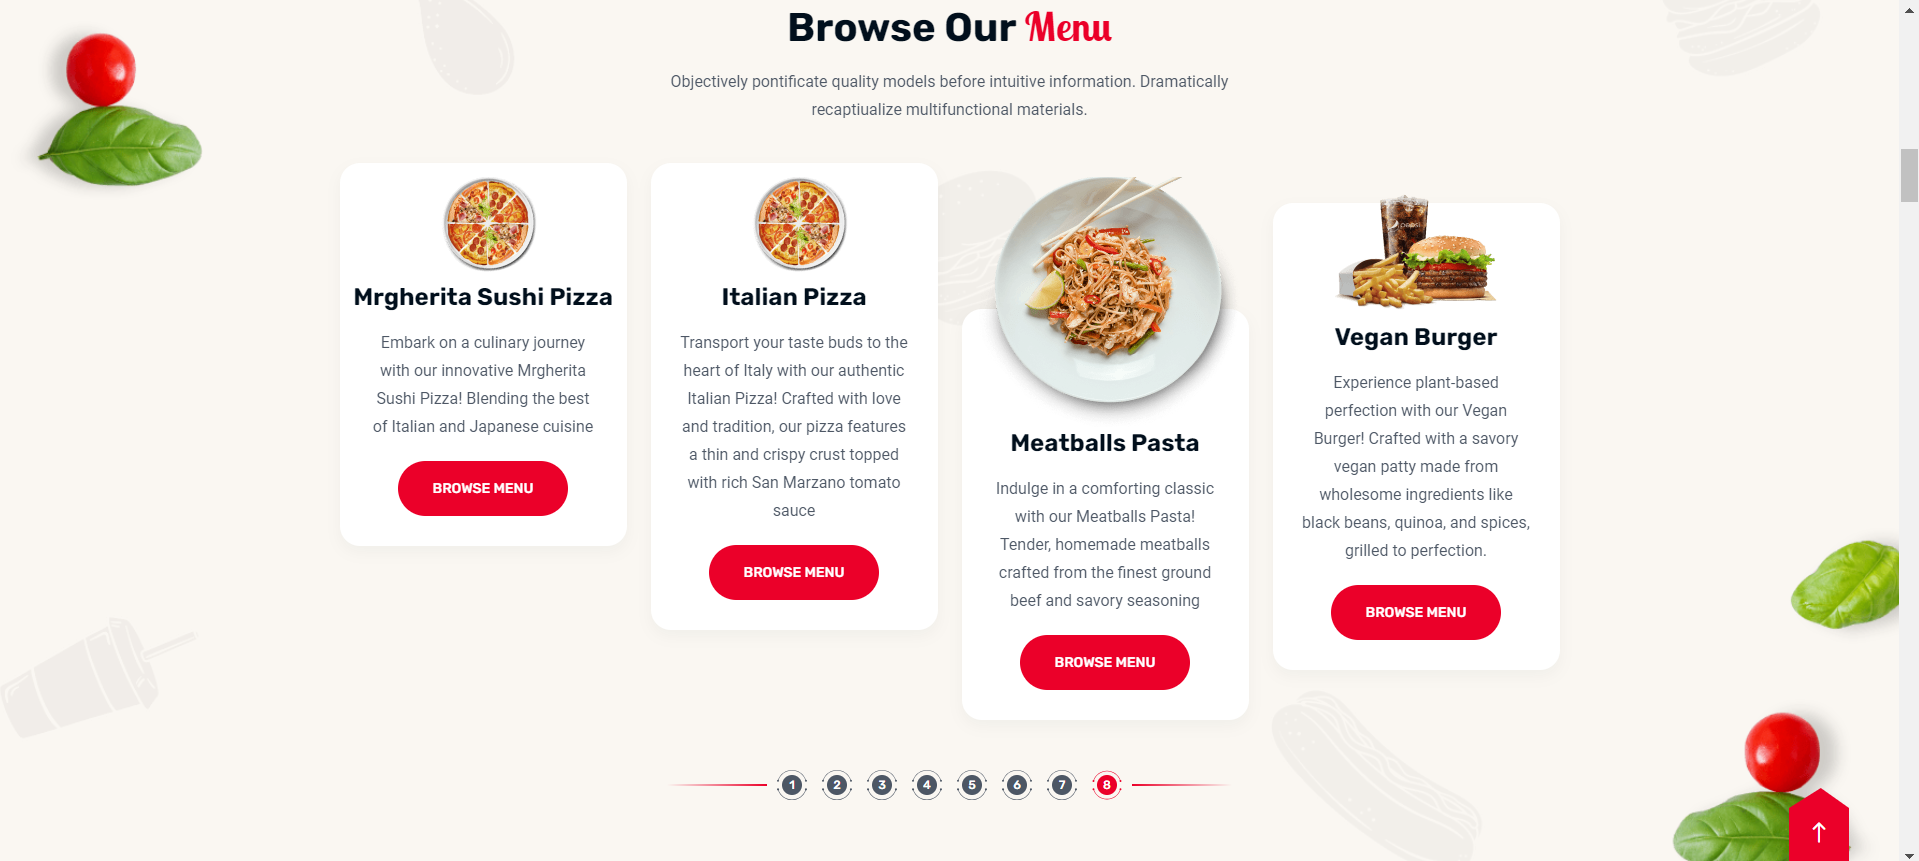 Browse Our Menu
Objectively pontificate quality models before intuitive information. Dramatically
recaptiualize multifunctional materials.
Mrgherita Sushi Pizza
Embark on a culinary journey
with our innovative Mrgherita
Sushi Pizza! Blending the best
of Italian and Japanese cuisine
BROWSE MENU
Italian Pizza
Transport your taste buds to the
heart of Italy with our authentic
Italian Pizza! Crafted with love
and tradition, our pizza features
a thin and crispy crust topped
with rich San Marzano tomato
sauce
BROWSE MENU
Meatballs Pasta
Indulge in a comforting classic
with our Meatballs Pasta!
Tender, homemade meatballs
crafted from the finest ground
beef and savory seasoning
BROWSE MENU
pepsi
Vegan Burger
Experience plant-based
perfection with our Vegan
Burger! Crafted with a savory
vegan patty made from
wholesome ingredients like
black beans, quinoa, and spices,
grilled to perfection.
BROWSE MENU
1 2 3 4 5 6 7 8